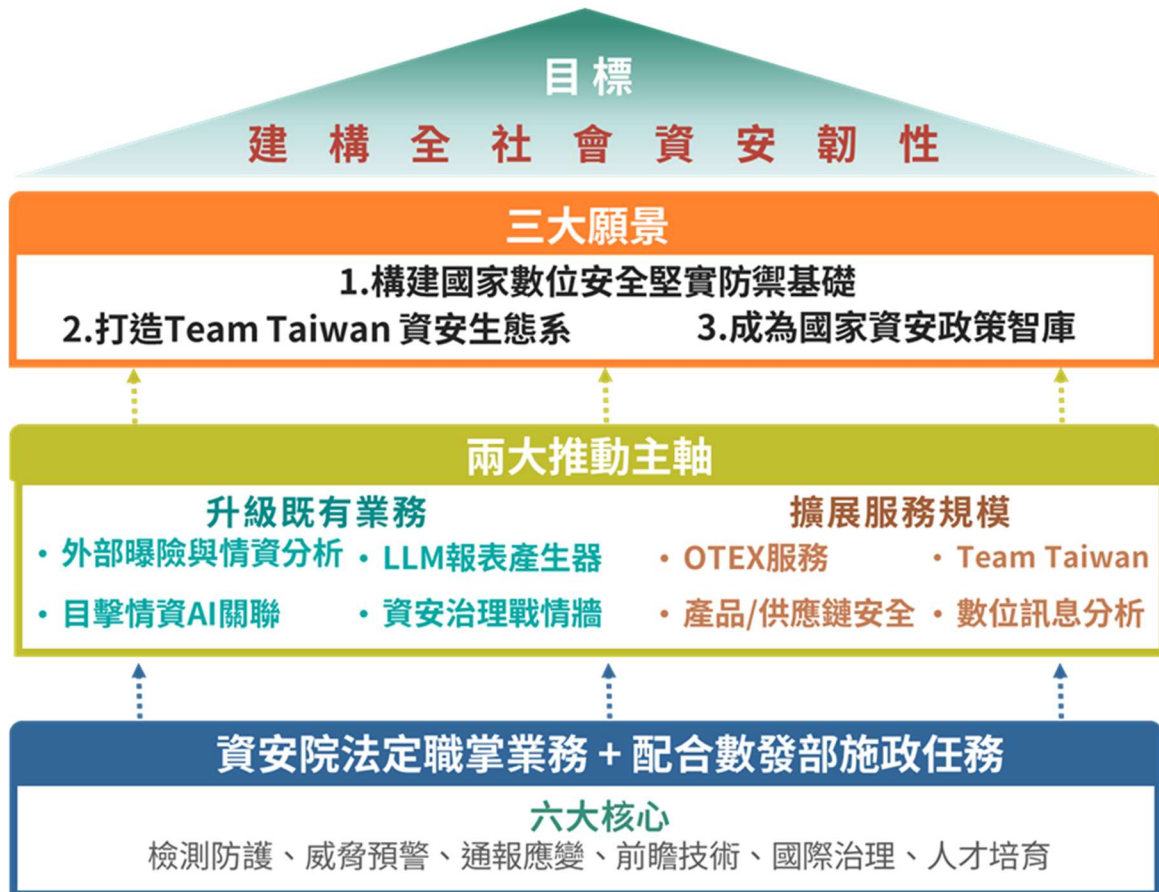 目標
建構全社會資安韌性
三大願景
1.構建國家數位安全堅實防禦基礎
2.打造Team Taiwan 資安生態系 3.成為國家資安政策智庫
兩大推動主軸
升級既有業務 擴展服務規模
• 外部曝險與情資分析 • LLM報表產生器 • OTEX服務 • Team Taiwan
• 目擊情資AI關聯 • 資安治理戰情牆 • 產品/供應鏈安全 • 數位訊息分析
資安院法定職掌業務 + 配合數發部施政任務
六大核心
檢測防護、威脅預警、通報應變、前瞻技術、國際治理、人才培育